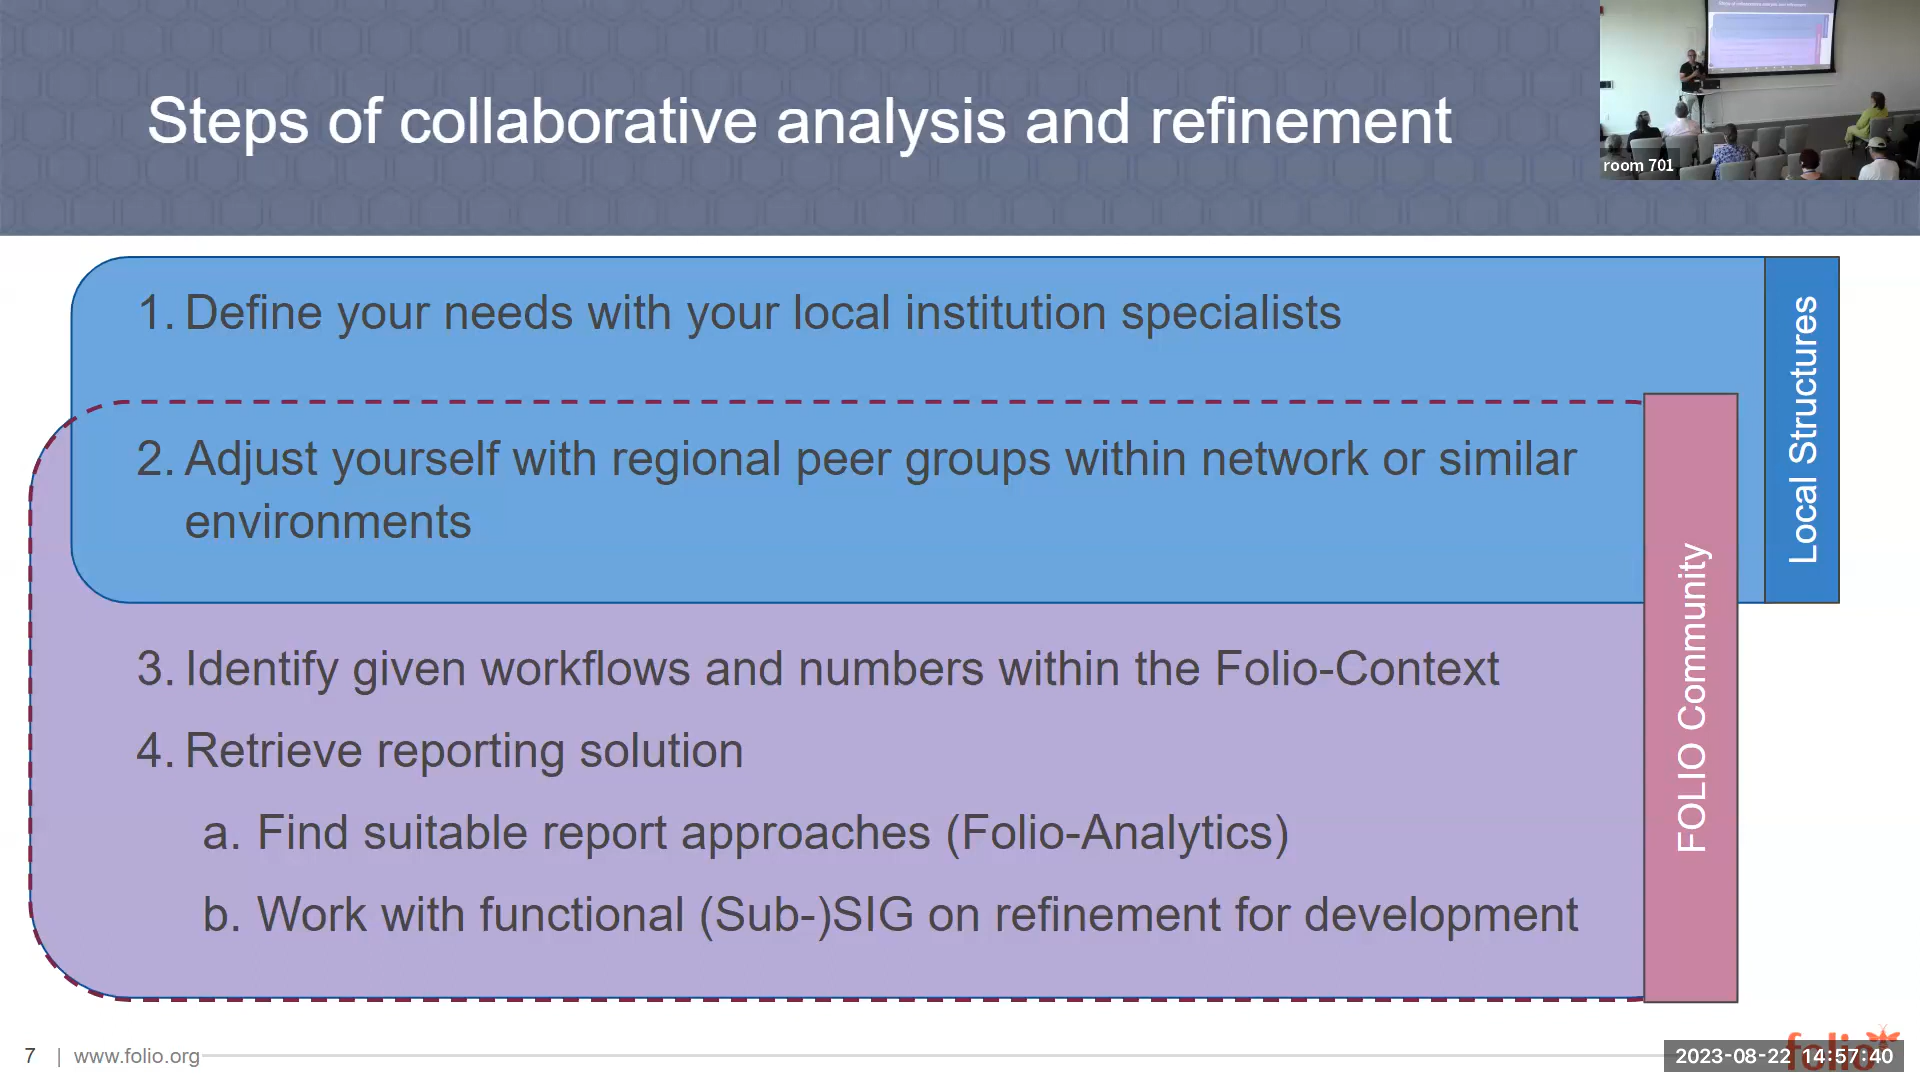 Steps of collaborative analysis and refinement
room 701
1. Define your needs with your local institution specialists
2. Adjust yourself with regional peer groups within network or similar
environments
3. Identify given workflows and numbers within the Folio-Context
4. Retrieve reporting solution
a. Find suitable report approaches (Folio-Analytics)
b. Work with functional (Sub-)SIG on refinement for development
Local Structures
FOLIO Community
7 | www.folio.org
folio
2023-08-22 14:57:40